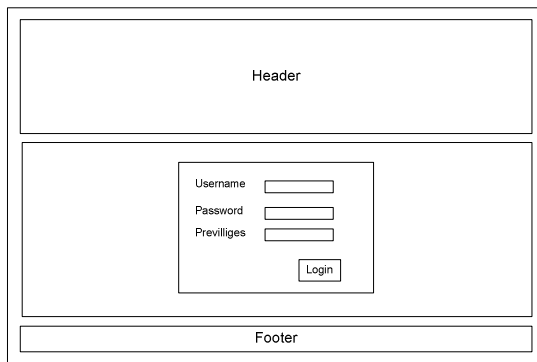 Header
Username
Password
Previlliges
Login
Footer